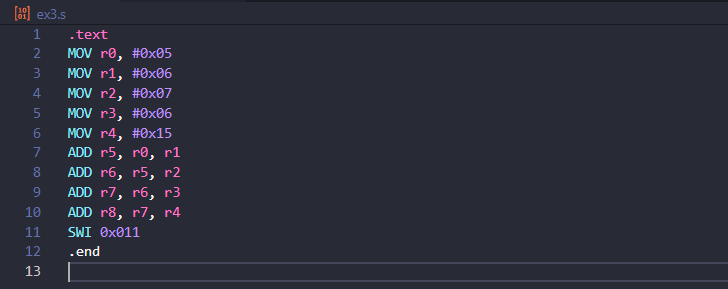 10 01 ex3.s
1 .text
2 MOV r0, #0x05
3 MOV r1, #0x06
4 MOV r2, #0x07
5 MOV r3, #0x06
6 MOV r4, #0x15
7 ADD r5, r0, r1
8 ADD r6, r5, r2
9 ADD r7, r6, r3
10 ADD r8, r7, r4
11 SWI 0x011
12 .end
13